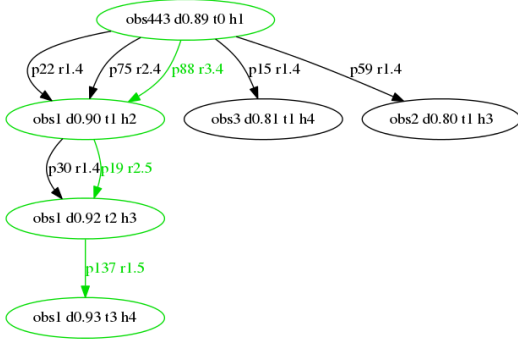 obs443 d0.89 t0 h1
p22 r1.4
p75 r2.4
p88 r3.4
p15 r1.4
p59 r1.4
obs1 d0.90 t1 h2
obs3 d0.81 t1 h4
obs2 d0.80 t1 h3
p30 r1.4
p19 r2.5
obs1 d0.92 t2 h3
p137 r1.5
obs1 d0.93 t3 h4